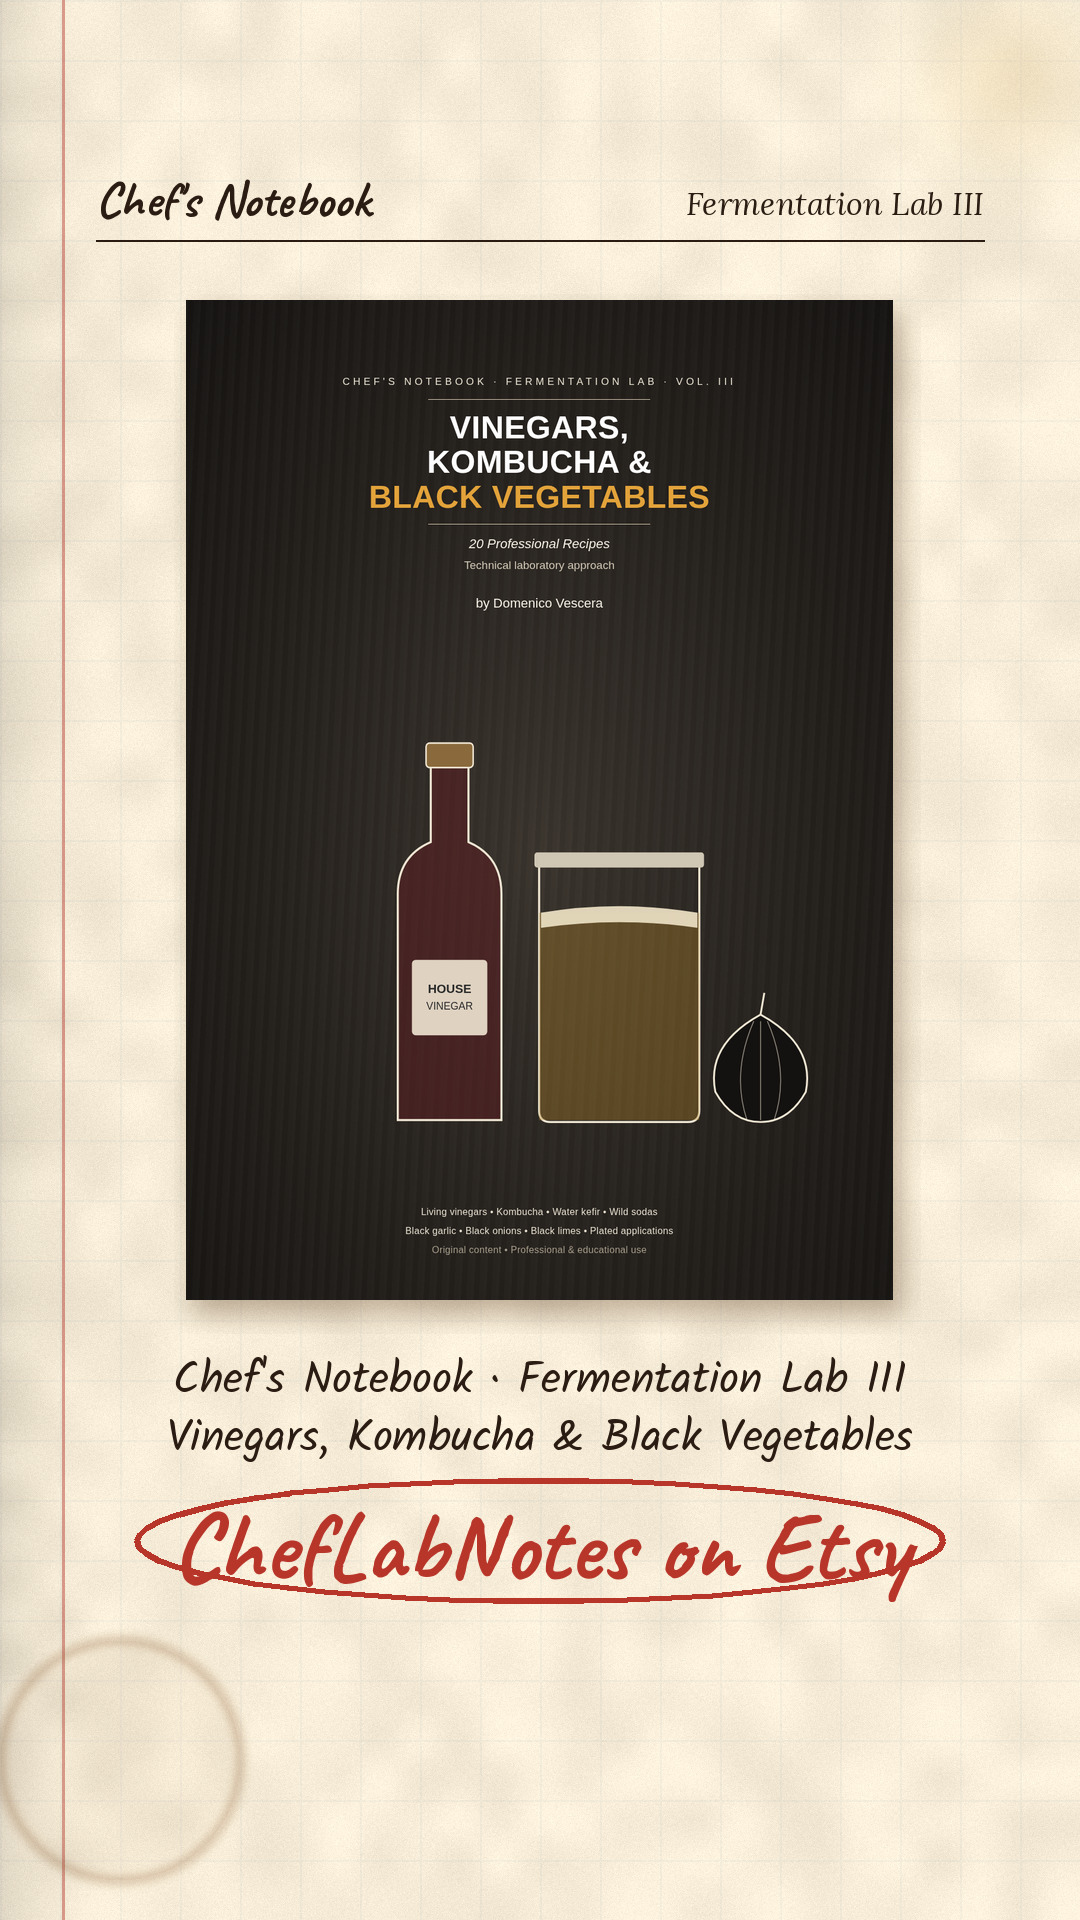 Chef's Notebook
Fermentation Lab III
CHEF'S NOTEBOOK · FERMENTATION LAB · VOL. III
VINEGARS,
KOMBUCHA &
BLACK VEGETABLES
20 Professional Recipes
Technical laboratory approach
by Domenico Vescera
HOUSE
VINEGAR
Living vinegars • Kombucha • Water kefir • Wild sodas
Black garlic • Black onions • Black limes • Plated applications
Original content • Professional & educational use
Chef's Notebook · Fermentation Lab III
Vinegars, Kombucha & Black Vegetables
ChefLabNotes on Etsy